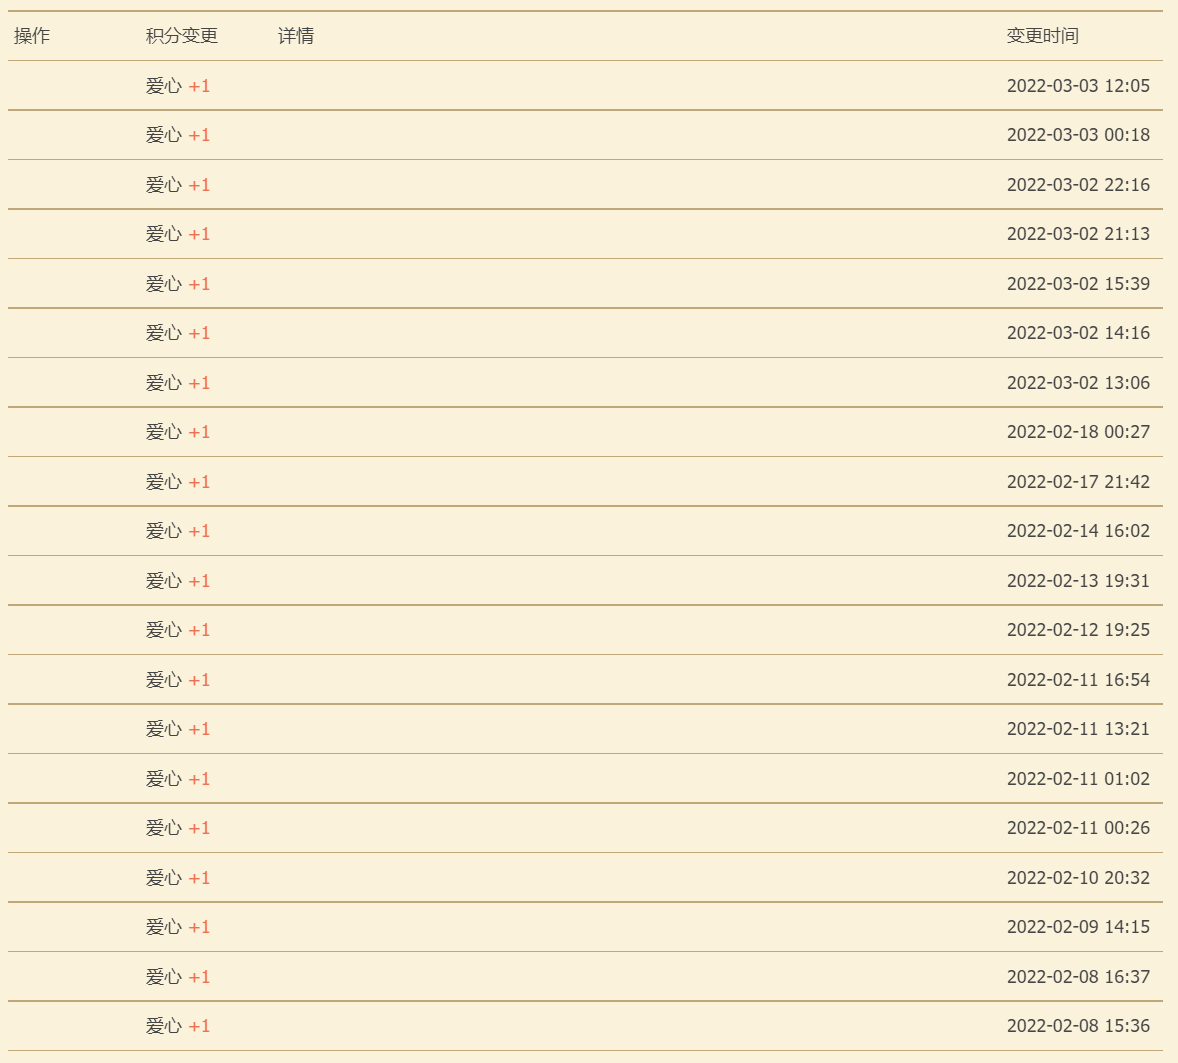 操作 积分变更 详情 变更时间
爱心 +1 2022-03-03 12:05
爱心 +1 2022-03-03 00:18
爱心 +1 2022-03-02 22:16
爱心 +1 2022-03-02 21:13
爱心 +1 2022-03-02 15:39
爱心 +1 2022-03-02 14:16
爱心 +1 2022-03-02 13:06
爱心 +1 2022-02-18 00:27
爱心 +1 2022-02-17 21:42
爱心 +1 2022-02-14 16:02
爱心 +1 2022-02-13 19:31
爱心 +1 2022-02-12 19:25
爱心 +1 2022-02-11 16:54
爱心 +1 2022-02-11 13:21
爱心 +1 2022-02-11 01:02
爱心 +1 2022-02-11 00:26
爱心 +1 2022-02-10 20:32
爱心 +1 2022-02-09 14:15
爱心 +1 2022-02-08 16:37
爱心 +1 2022-02-08 15:36